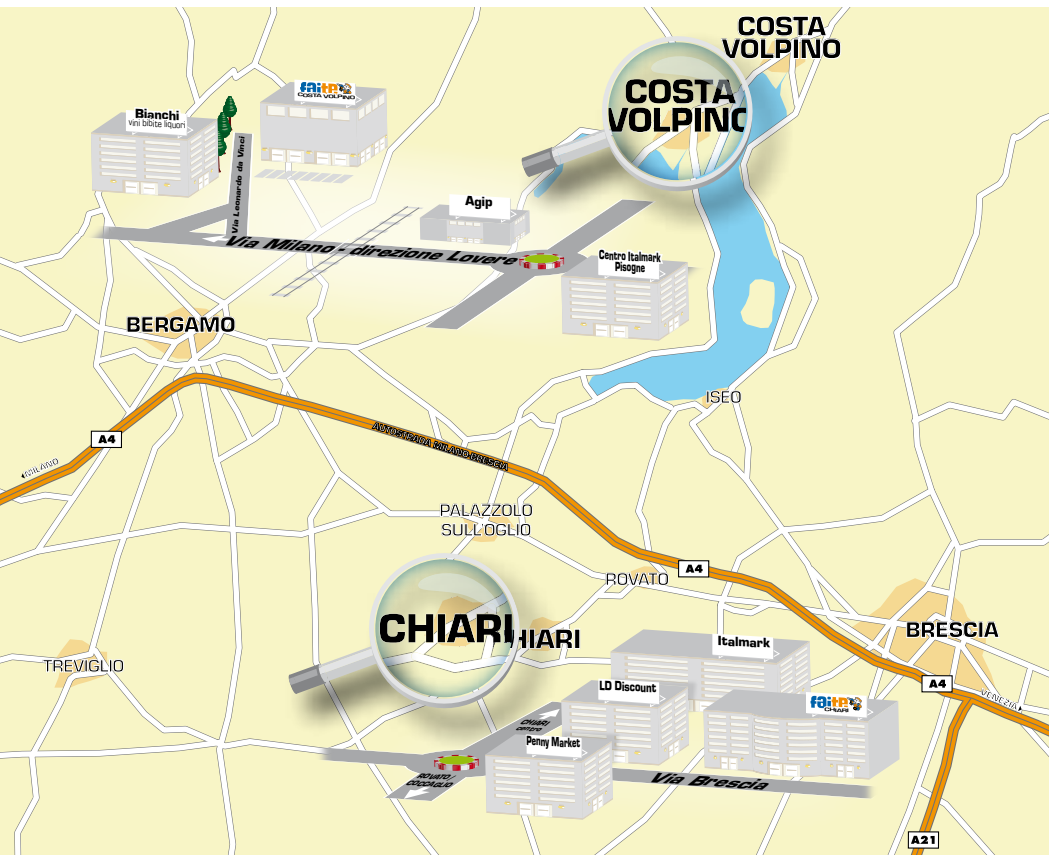 COSTA
VOLPINO
COSTA
VOLPINO
faite
COSTA VOLPINO
Bianchi
vini bibite liquori
Via Leonardo da Vinci
Agip
Via Milano - direzione Lovere
Centro Italmark
Pisogne
BERGAMO
ISEO
A4
AUTOSTRADA MILANO-BRESCIA
MILANO
PALAZZOLO
SULL'OGLIO
A4
ROVATO
CHIARI
HIARI
BRESCIA
Italmark
TREVIGLIO
A4
LD Discount
VENEZIA
faite
CHIARI
CHIARI
centro
Penny Market
ROVATO/
COCCAGLIO
Via Brescia
A21